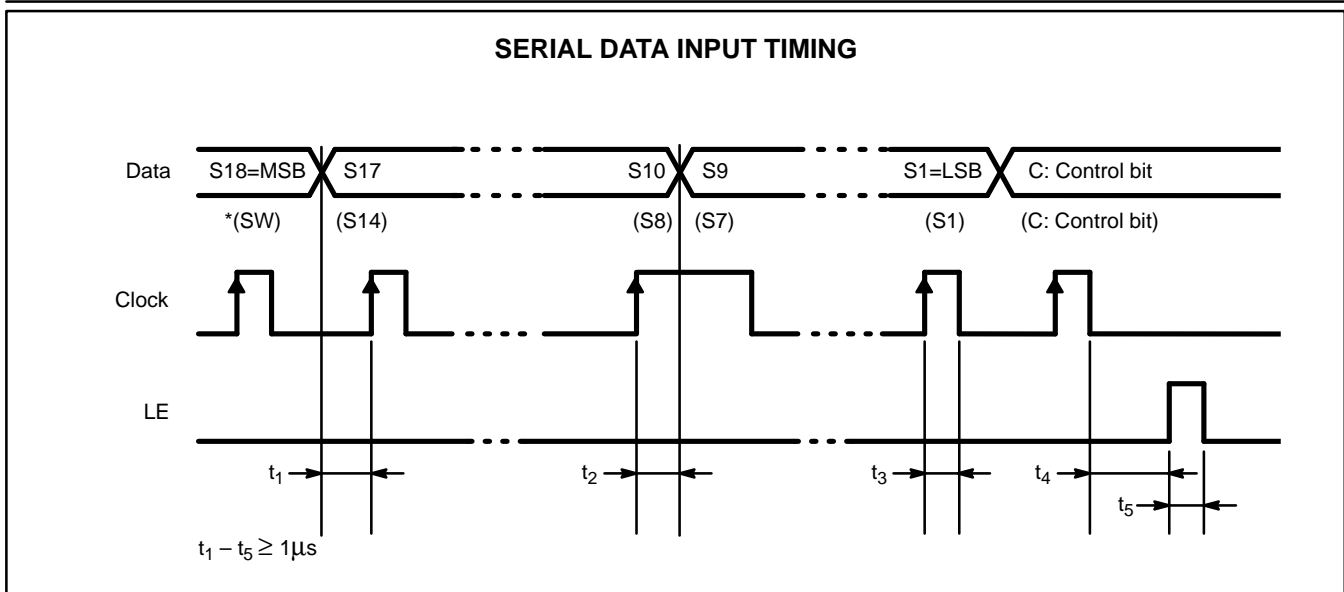 SERIAL DATA INPUT TIMING
Data S18=MSB S17 S10 S9 S1=LSB C: Control bit
*(SW) (S14) (S8) (S7) (S1) (C: Control bit)
Clock
LE
t1 t2 t3 t4
t5
t1 – t5 ≥ 1μs